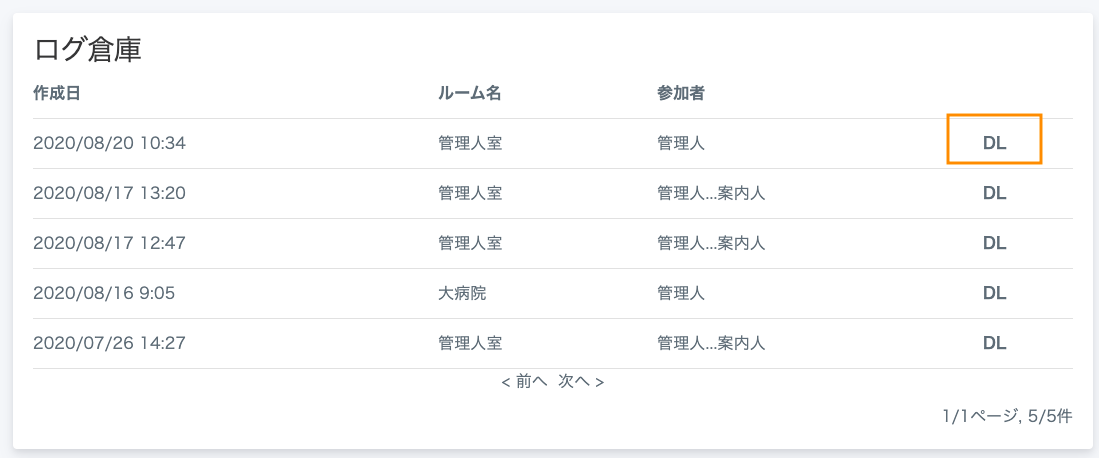 ログ倉庫
作成日 ルーム名 参加者
2020/08/20 10:34 管理人室 管理人 DL
2020/08/17 13:20 管理人室 管理人...案内人 DL
2020/08/17 12:47 管理人室 管理人...案内人 DL
2020/08/16 9:05 大病院 管理人 DL
2020/07/26 14:27 管理人室 管理人...案内人 DL
< 前へ 次へ >
1/1ページ, 5/5件